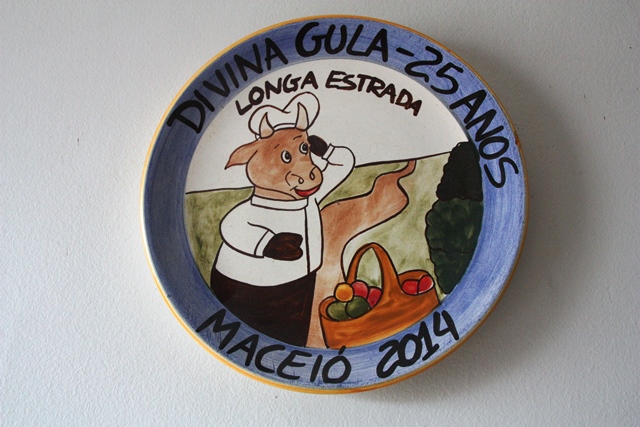 DIVINA GULA - 25 ANOS
LONGA ESTRADA
MACEIÓ 2014